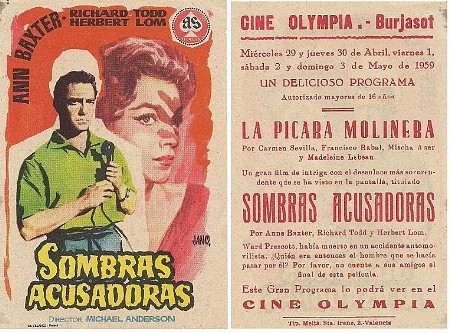 ANN BAXTER - RICHARD TODD
HERBERT LOM
as
JANO
SOMBRAS
ACUSADORAS
DIRECTOR MICHAEL ANDERSON
CINE OLYMPIA - Burjasot
Miércoles 29 y jueves 30 de Abril, viernes 1,
sábado 2 y domingo 3 de Mayo de 1959
UN DELICIOSO PROGRAMA
Autorizado mayores de 16 años
LA PICARA MOLINERA
Por Carmen Sevilla, Francisco Rabal, Mischa Auer
y Madeleine Lebeau
Un gran film de intriga con el desenlace más sorprendente
que se ha visto en la pantalla, titulado
SOMBRAS ACUSADORAS
Por Anne Baxter, Richard Todd y Herbert Lom.
Ward Prescott, había muerto en un accidente automovilista;
¿Quién era entonces el hombre que se hacía
pasar por él? Por favor, no cuente a sus amigos el
final de esta película.
Este Gran Programa lo podrá ver en el
CINE OLYMPIA
Tip. Melià. Sta. Irene, 2.-Valencia